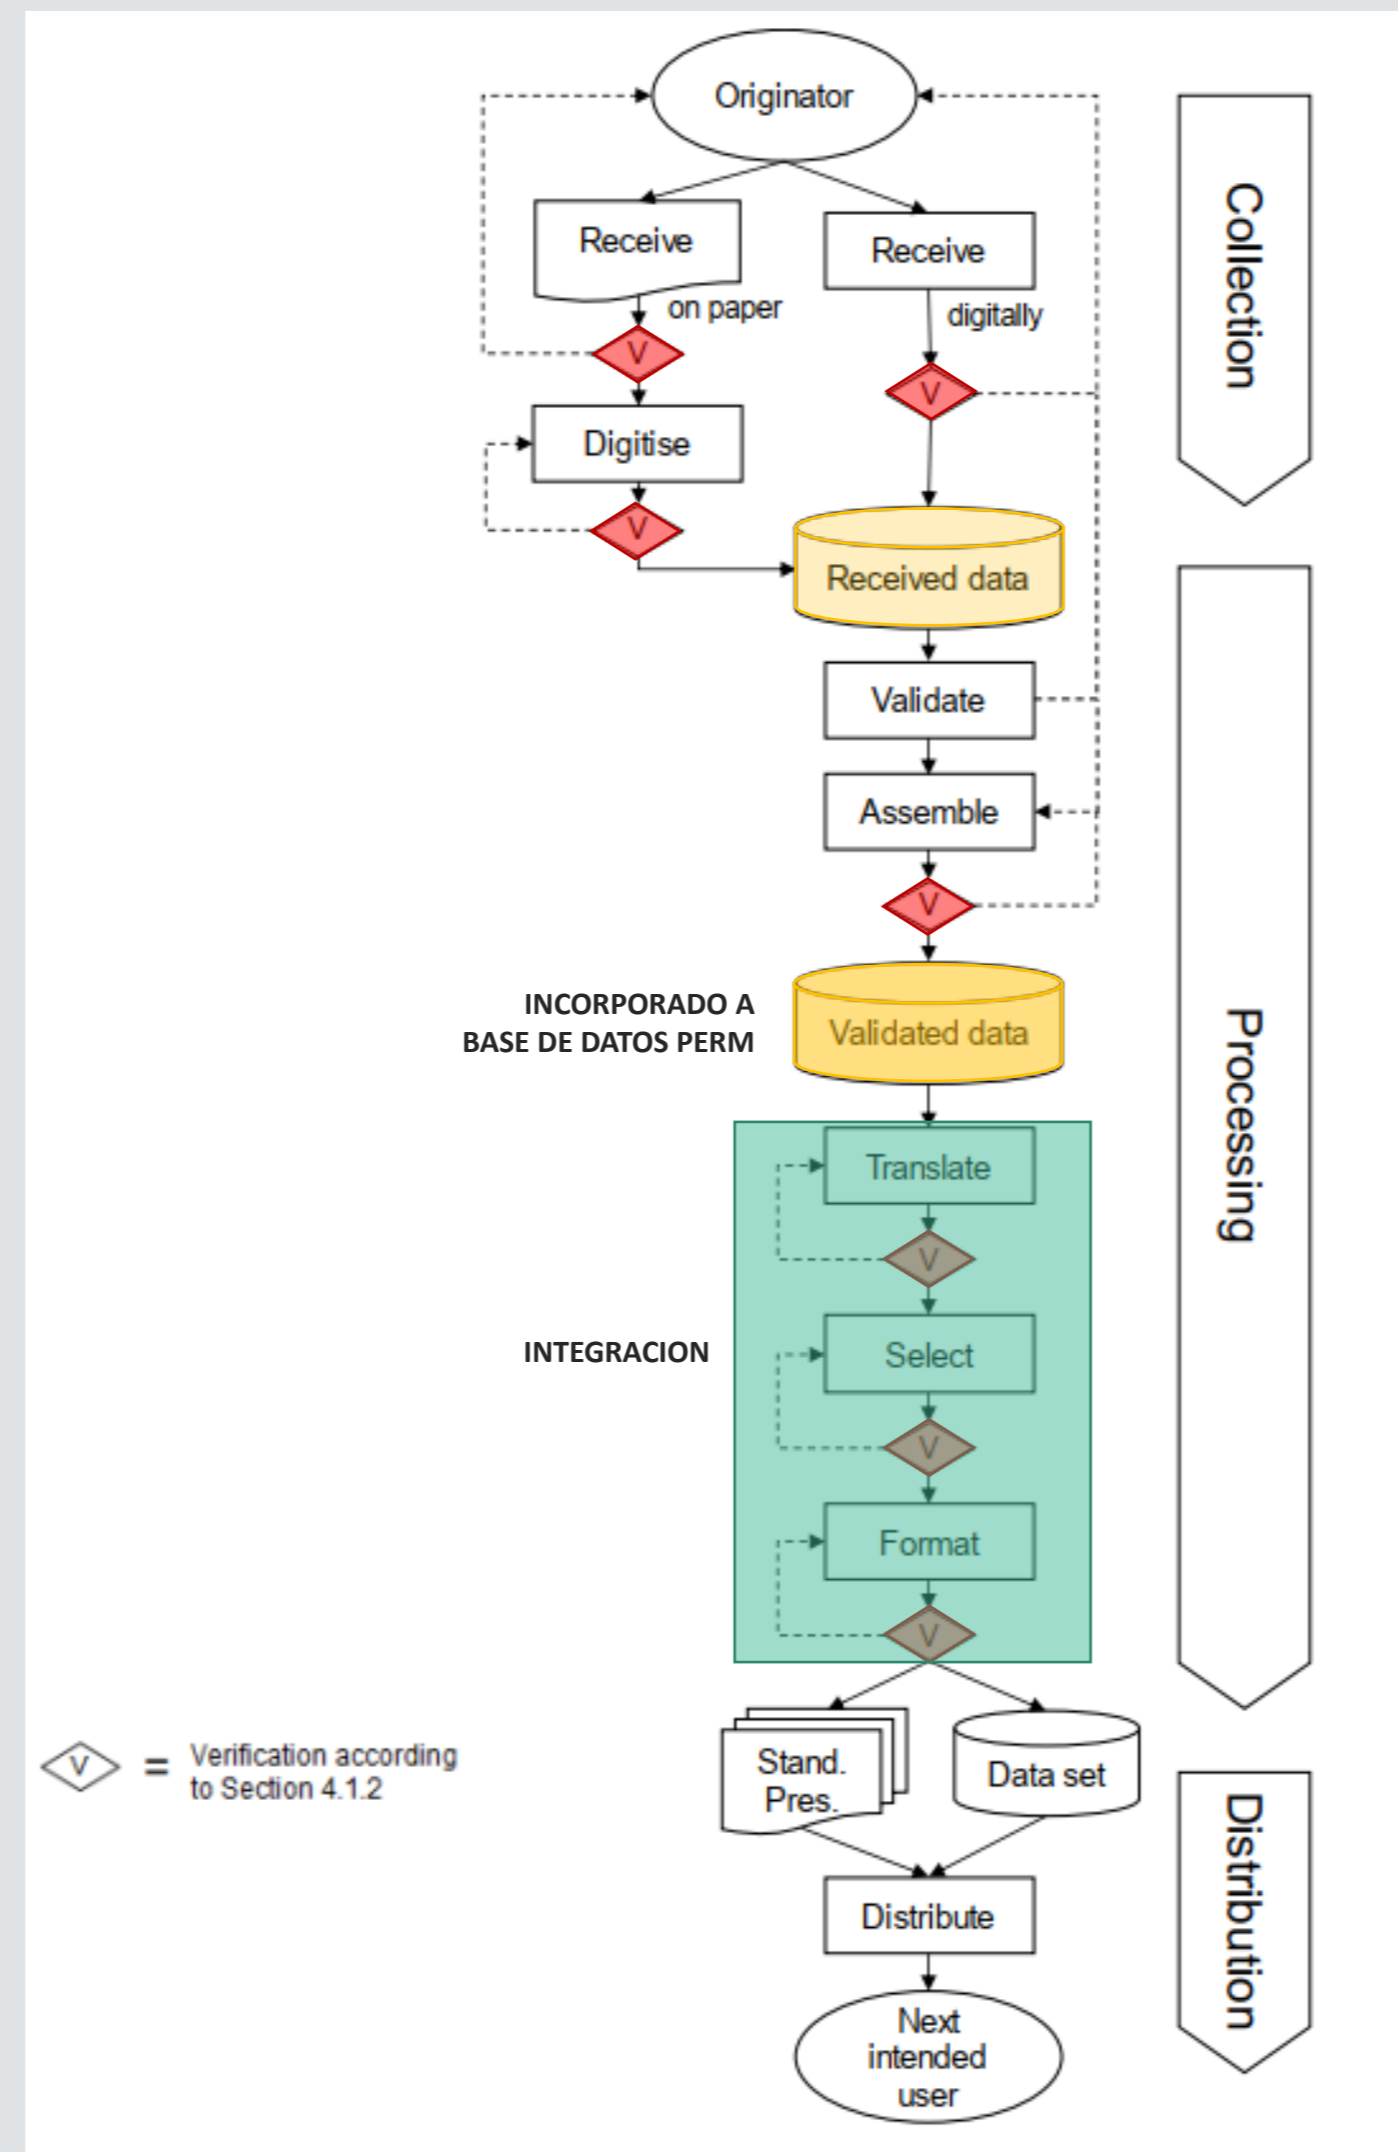 Originator
Receive
Receive
on paper
digitally
V
V
Digitise
V
Received data
Validate
Assemble
V
INCORPORADO A
BASE DE DATOS PERM
Validated data
Translate
V
INTEGRACION
Select
V
Format
V
Stand.
Pres.
Data set
V = Verification according
to Section 4.1.2
Distribute
Next
intended
user
Collection
Processing
Distribution